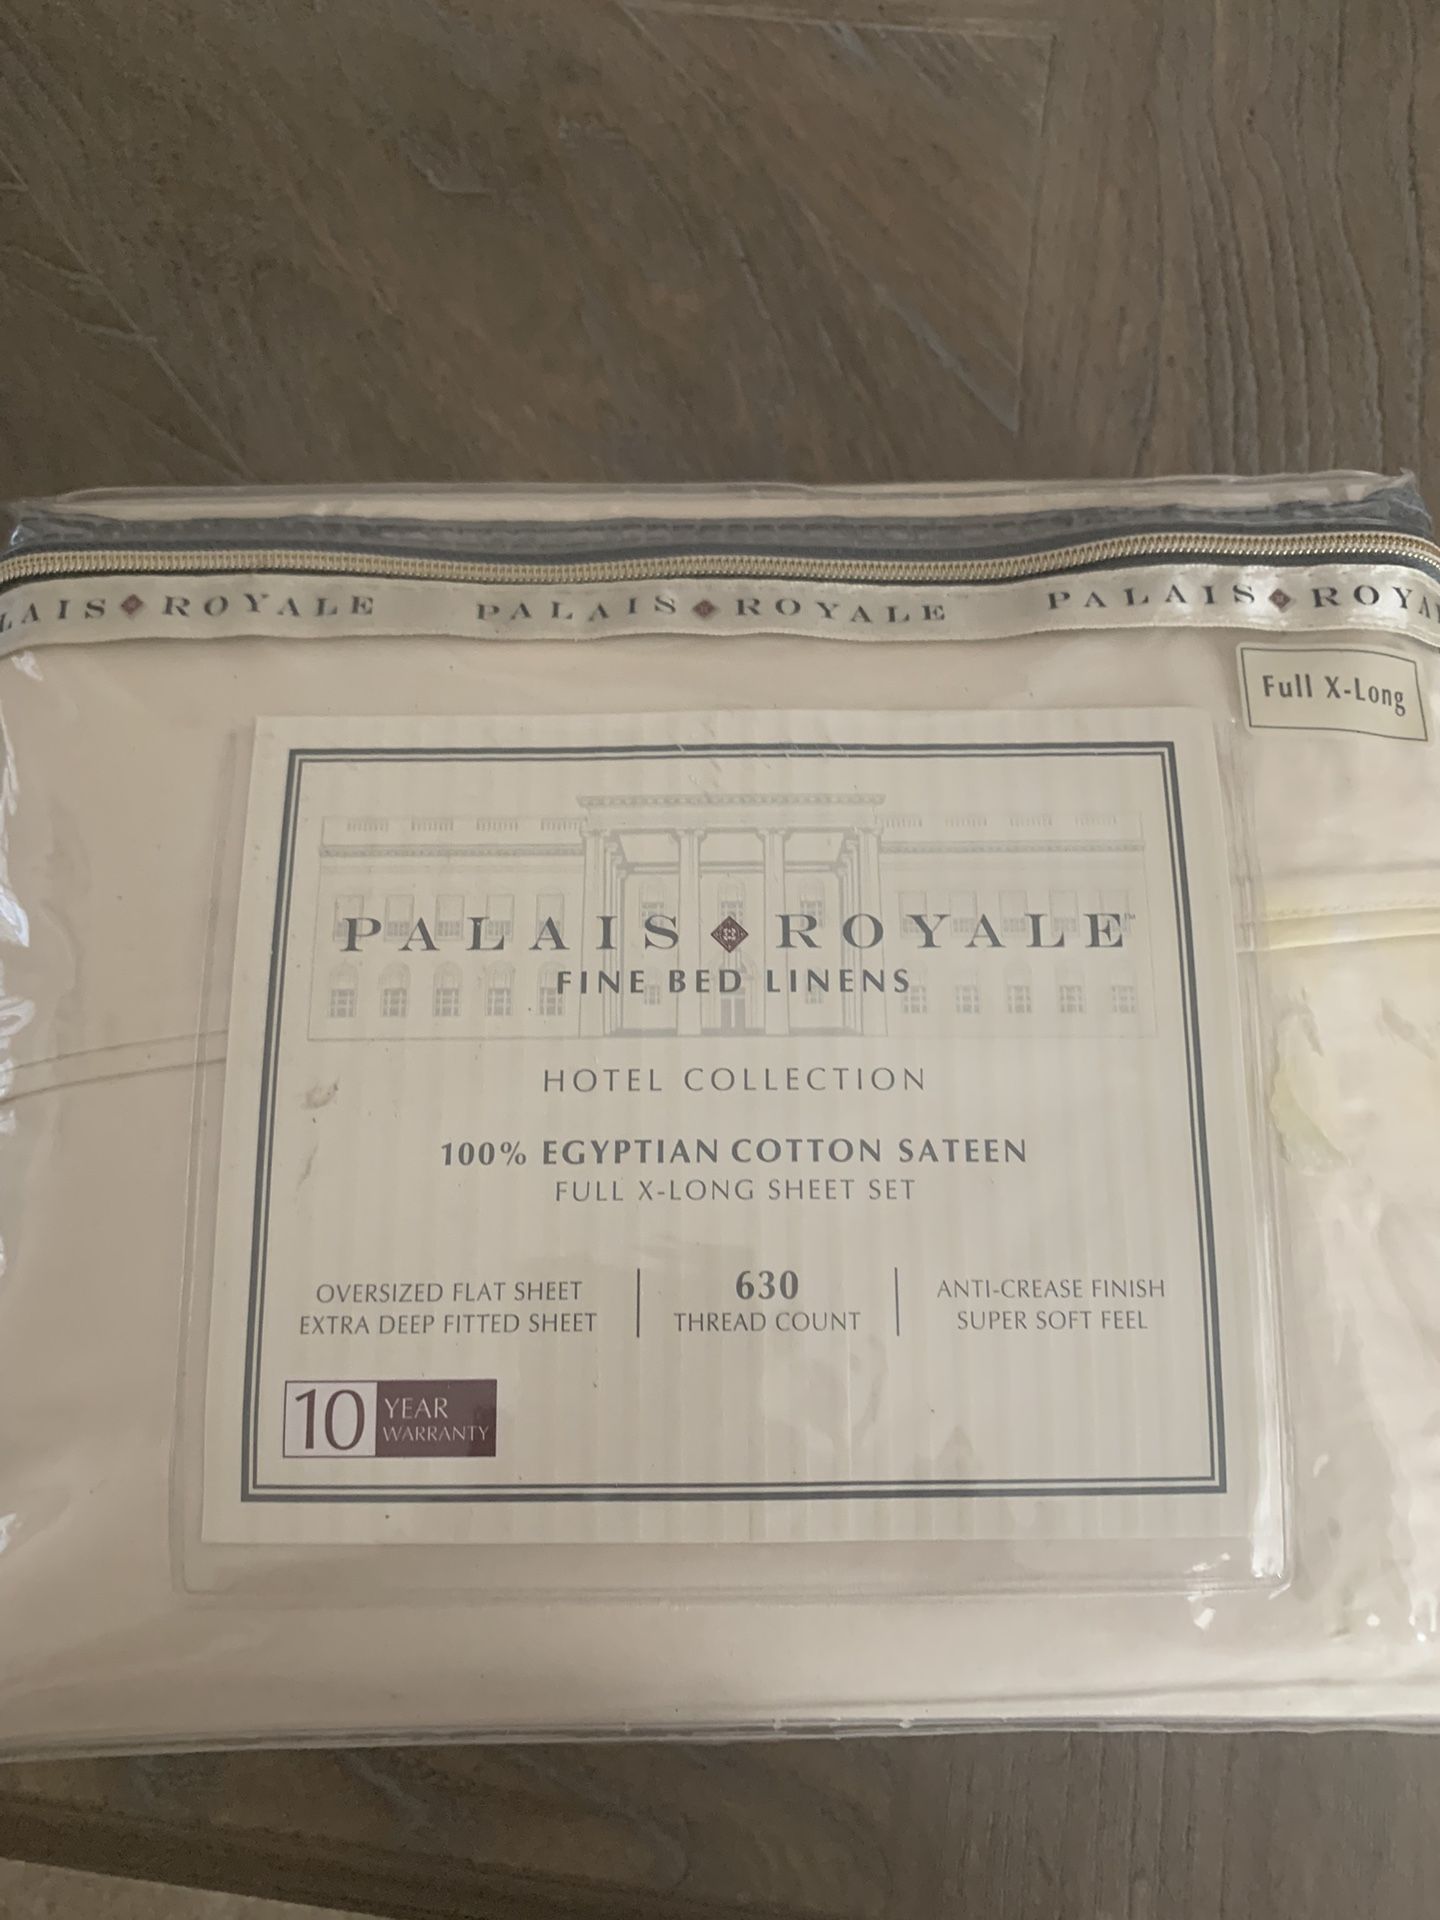 LAIS ROYALE PALAIS ROYALE PALAIS ROYA
Full X-Long
PALAIS ROYALE™
FINE BED LINENS
HOTEL COLLECTION
100% EGYPTIAN COTTON SATEEN
FULL X-LONG SHEET SET
OVERSIZED FLAT SHEET
EXTRA DEEP FITTED SHEET
630
THREAD COUNT
ANTI-CREASE FINISH
SUPER SOFT FEEL
10 YEAR
WARRANTY